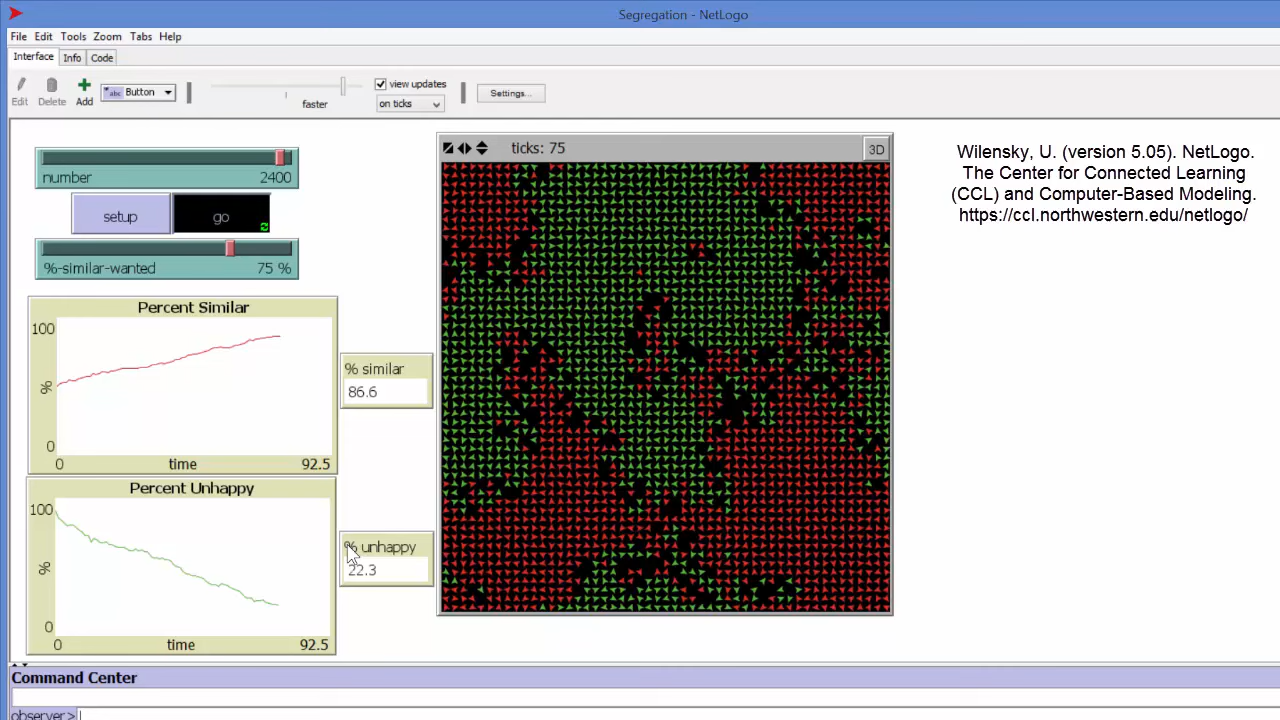 Segregation - NetLogo
File Edit Tools Zoom Tabs Help
Interface Info Code
Edit Delete Add abc Button faster view updates on ticks Settings...
ticks: 75 3D
number 2400
setup go
%-similar-wanted 75 %
Percent Similar
100
%
0
0 time 92.5
% similar
86.6
Percent Unhappy
100
%
0
0 time 92.5
% unhappy
22.3
Wilensky, U. (version 5.05). NetLogo.
The Center for Connected Learning
(CCL) and Computer-Based Modeling.
https://ccl.northwestern.edu/netlogo/
Command Center
observer>